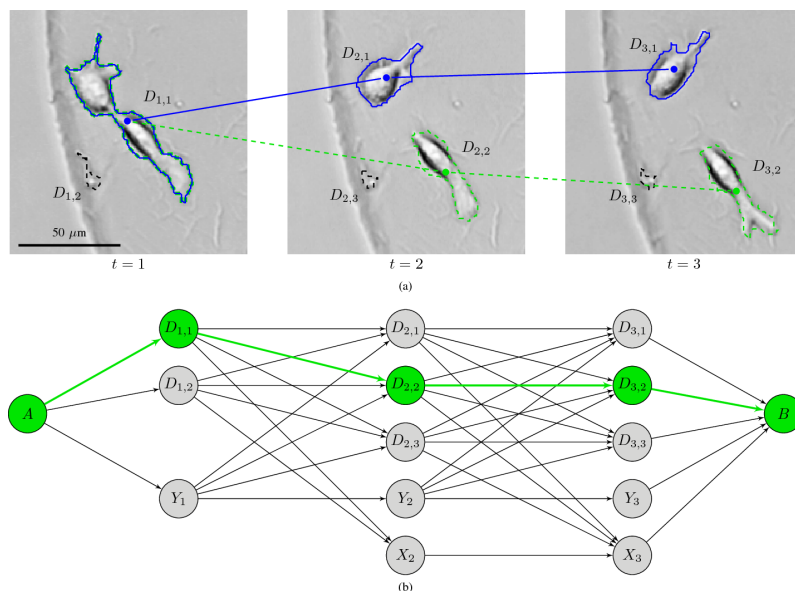 D1,1
D1,2
50 μm
t = 1
D2,1
D2,2
D2,3
t = 2
D3,1
D3,2
D3,3
t = 3
(a)
A
D1,1
D1,2
Y1
D2,1
D2,2
D2,3
Y2
X2
D3,1
D3,2
D3,3
Y3
X3
B
(b)